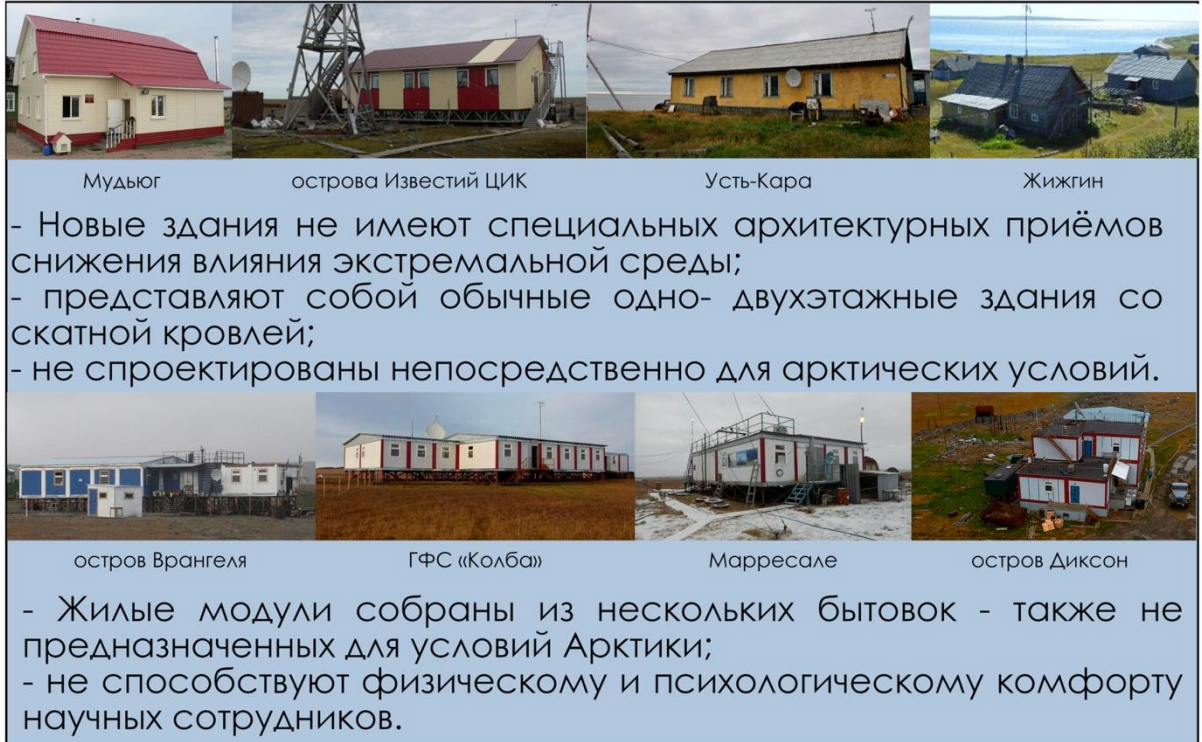 Мудьюг
острова Известий ЦИК
Усть-Кара
Жижгин
- Новые здания не имеют специальных архитектурных приёмов
снижения влияния экстремальной среды;
- представляют собой обычные одно- двухэтажные здания со
скатной кровлей;
- не спроектированы непосредственно для арктических условий.
остров Врангеля
ГФС «Колба»
Марресале
остров Диксон
- Жилые модули собраны из нескольких бытовок - также не
предназначенных для условий Арктики;
- не способствуют физическому и психологическому комфорту
научных сотрудников.